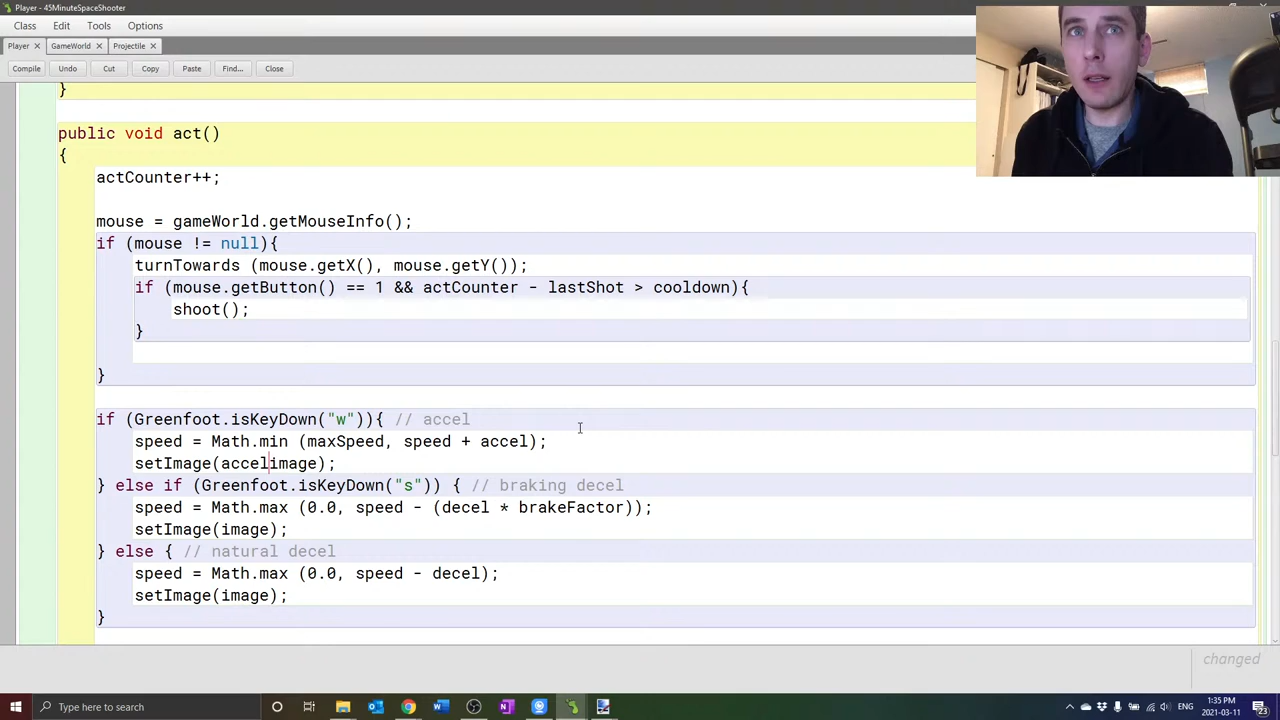 Player - 45MinuteSpaceShooter
Class Edit Tools Options
Player GameWorld Projectile
Compile Undo Cut Copy Paste Find... Close
}
public void act()
{
actCounter++;
mouse = gameWorld.getMouseInfo();
if (mouse != null){
turnTowards (mouse.getX(), mouse.getY());
if (mouse.getButton() == 1 && actCounter - lastShot > cooldown){
shoot();
}
}
if (Greenfoot.isKeyDown("w")){ // accel
speed = Math.min (maxSpeed, speed + accel);
setImage(accelimage);
} else if (Greenfoot.isKeyDown("s")) { // braking decel
speed = Math.max (0.0, speed - (decel * brakeFactor));
setImage(image);
} else { // natural decel
speed = Math.max (0.0, speed - decel);
setImage(image);
}
changed
Type here to search
ENG
1:35 PM
2021-03-11
23